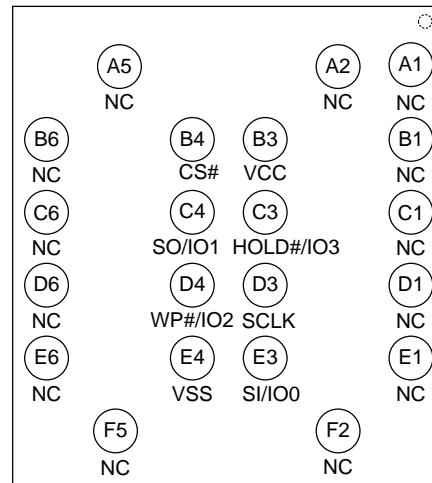 A5 A2 A1
NC NC NC
B6 B4 B3 B1
NC CS# VCC NC
C6 C4 C3 C1
NC SO/IO1 HOLD#/IO3 NC
D6 D4 D3 D1
NC WP#/IO2 SCLK NC
E6 E4 E3 E1
NC VSS SI/IO0 NC
F5 F2
NC NC